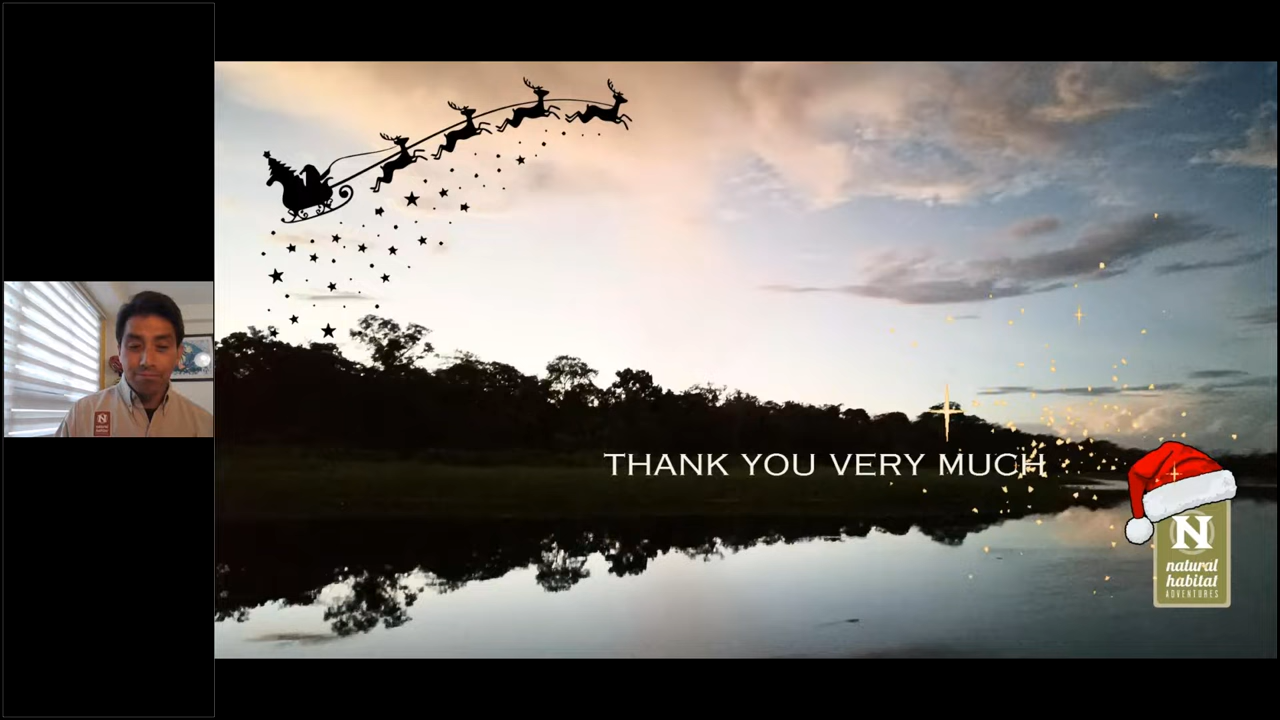 THANK YOU VERY MUCH
N
natural
habitat
ADVENTURES
N